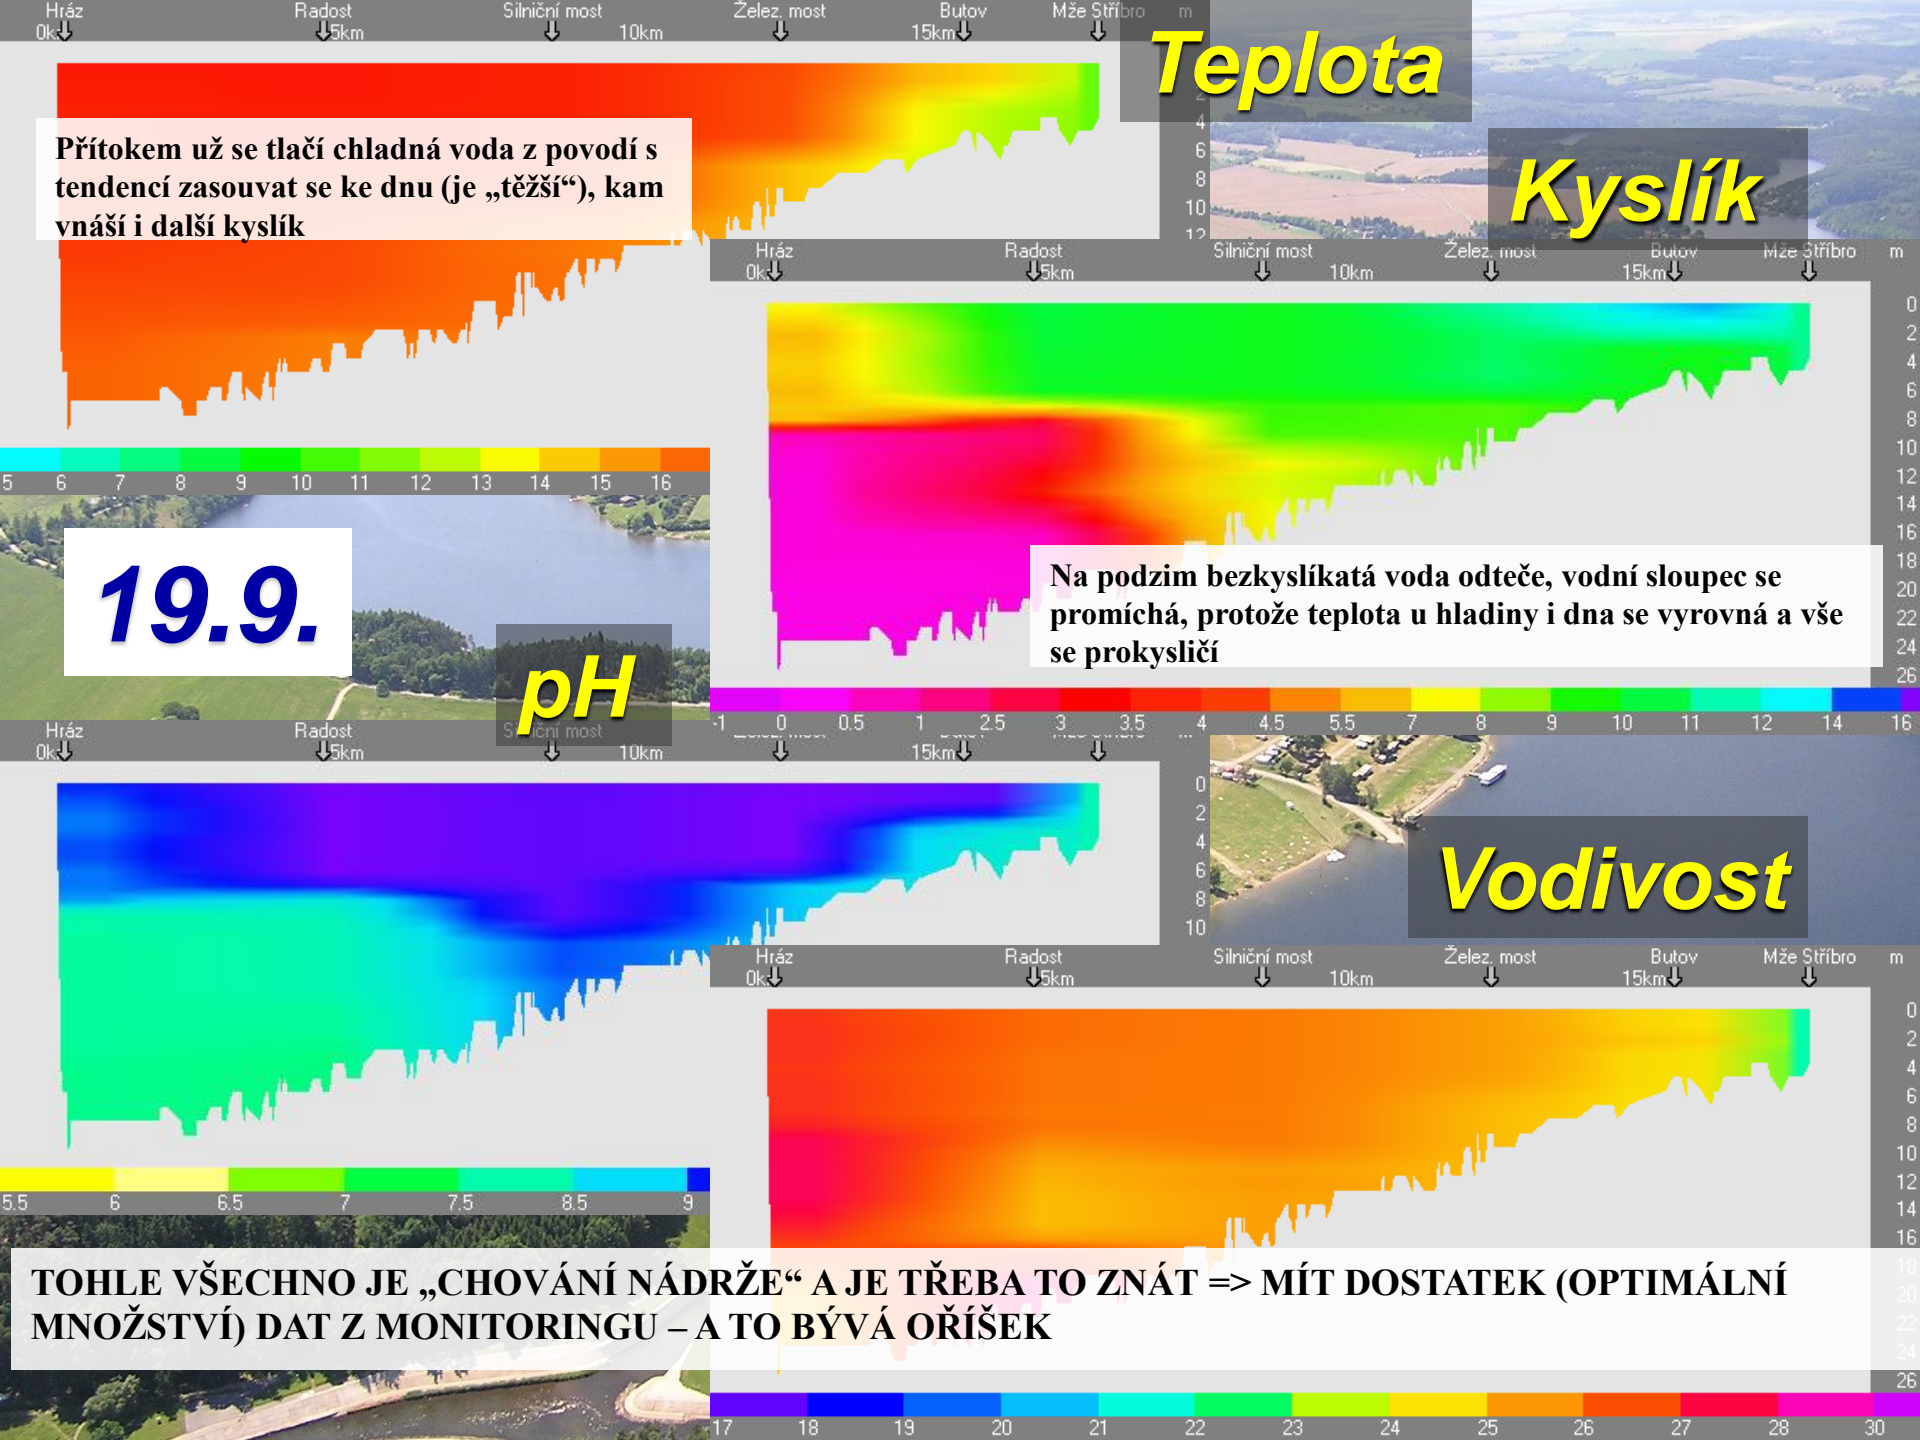 Hráz Radost Silniční most Želez. most Butov Mže Stříbro m
0km 5km 10km 15km
Teplota
2
4
6
8
10
12
Přítokem už se tlačí chladná voda z povodí s
tendencí zasouvat se ke dnu (je „těžší“), kam
vnáší i další kyslík
5 6 7 8 9 10 11 12 13 14 15 16
Kyslík
Hráz Radost Silniční most Želez. most Butov Mže Stříbro m
0km 5km 10km 15km
0
2
4
6
8
10
12
14
16
18
20
22
24
26
Na podzim bezkyslíkatá voda odteče, vodní sloupec se
promíchá, protože teplota u hladiny i dna se vyrovná a vše
se prokysličí
-1 0 0.5 1 2.5 3 3.5 4 4.5 5.5 7 8 9 10 11 12 14 16
19.9.
pH
Hráz Radost Silniční most
0km 5km 10km 15km
0
2
4
6
8
10
5.5 6 6.5 7 7.5 8.5 9
Vodivost
Hráz Radost Silniční most Želez. most Butov Mže Stříbro m
0km 5km 10km 15km
0
2
4
6
8
10
12
14
16
18
20
22
24
26
TOHLE VŠECHNO JE „CHOVÁNÍ NÁDRŽE“ A JE TŘEBA TO ZNÁT => MÍT DOSTATEK (OPTIMÁLNÍ
MNOŽSTVÍ) DAT Z MONITORINGU – A TO BÝVÁ OŘÍŠEK
17 18 19 20 21 22 23 24 25 26 27 28 30